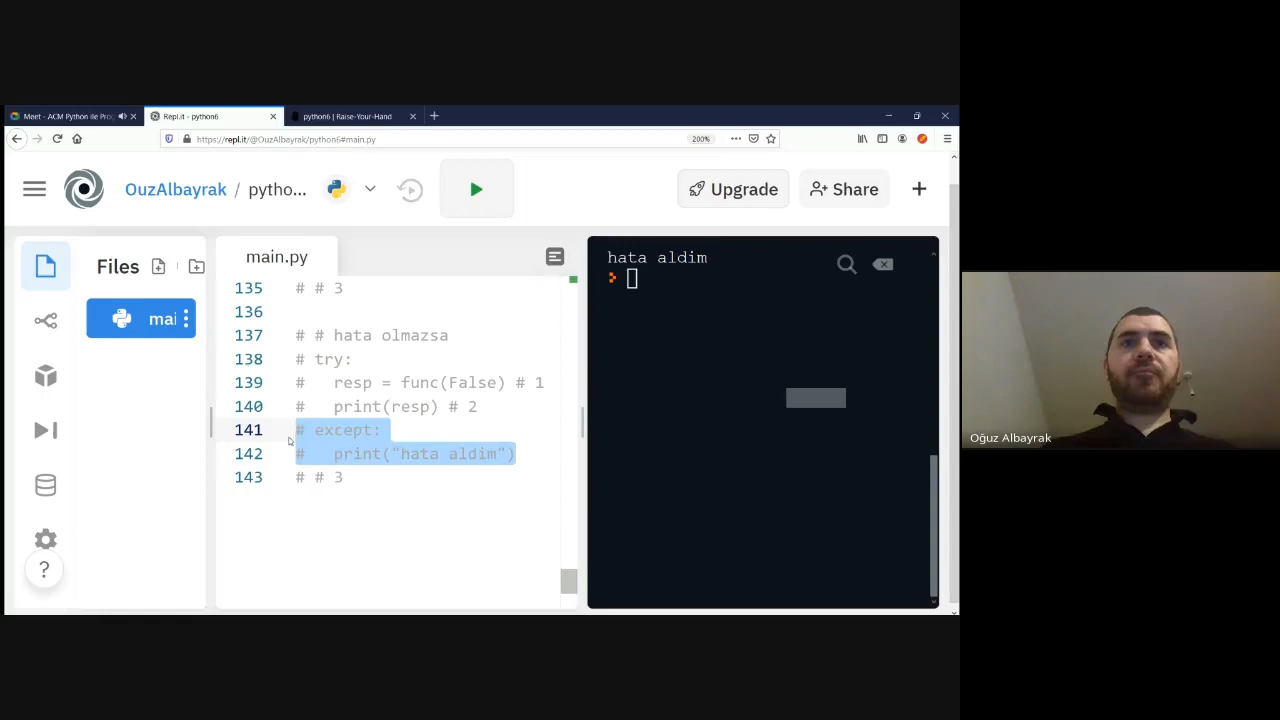 Meet - ACM Python ile Pro
Repl.it - python6
python6 | Raise-Your-Hand
https://repl.it/@OuzAlbayrak/python6#main.py
200%
OuzAlbayrak / pytho...
Upgrade
Share
Files
mai
main.py
135 # # 3
136
137 # # hata olmazsa
138 # try:
139 #   resp = func(False) # 1
140 #   print(resp) # 2
141 # except:
142 #   print("hata aldim")
143 # # 3
?
hata aldim
Oğuz Albayrak